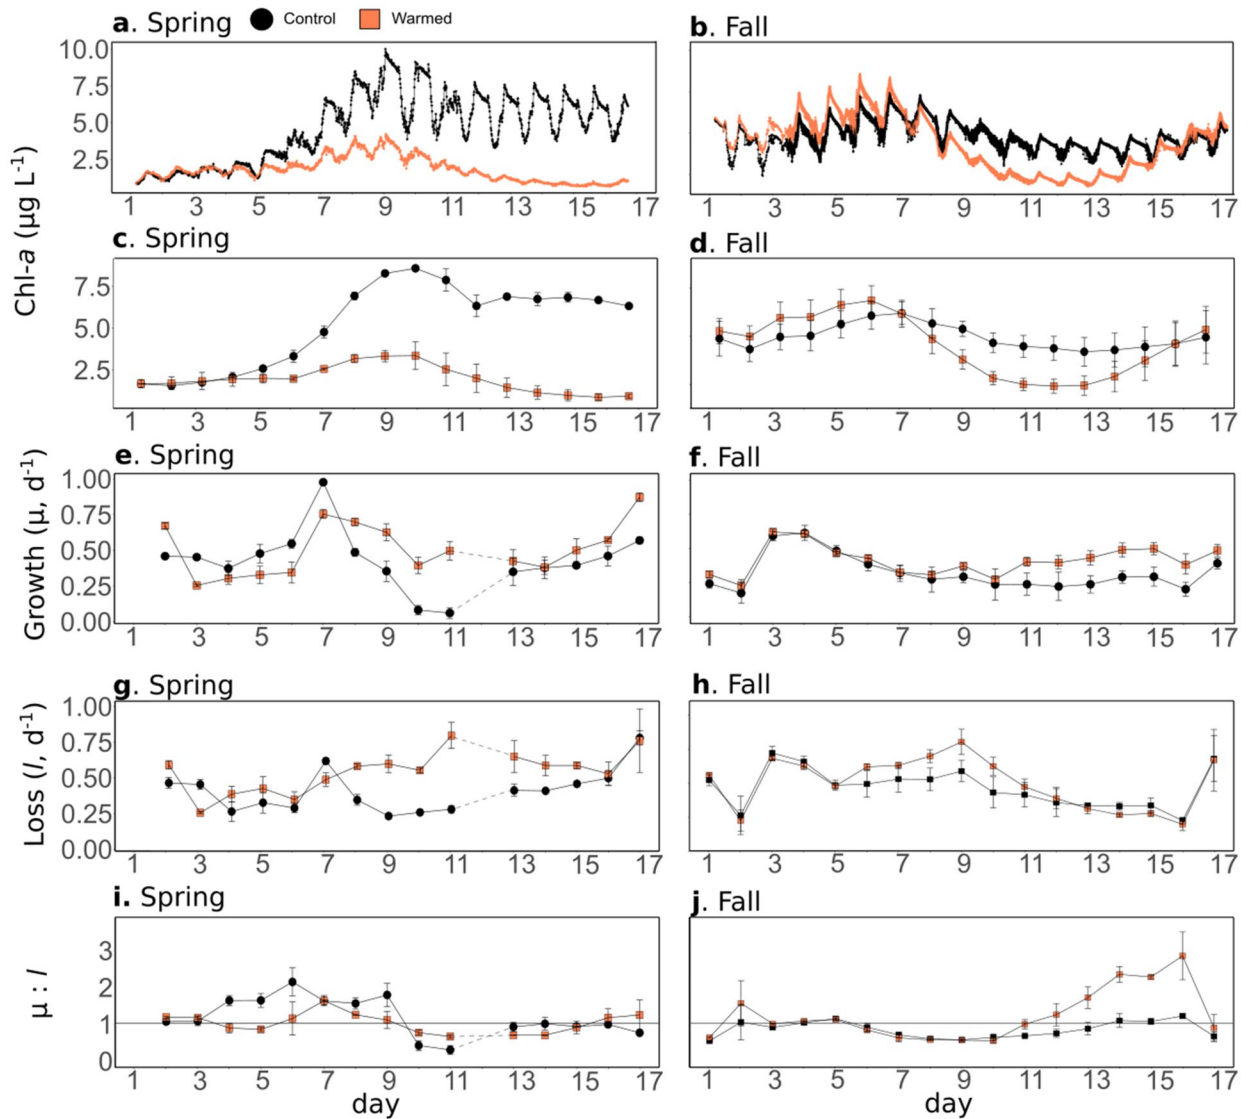 a. Spring Control Warmed
b. Fall
10.0
7.5
5.0
2.5
1 3 5 7 9 11 13 15 17
1 3 5 7 9 11 13 15 17
Chl-a (µg L-1)
c. Spring
d. Fall
7.5
5.0
2.5
1 3 5 7 9 11 13 15 17
1 3 5 7 9 11 13 15 17
e. Spring
f. Fall
Growth (µ, d-1)
1.00
0.75
0.50
0.25
0.00
1 3 5 7 9 11 13 15 17
1 3 5 7 9 11 13 15 17
g. Spring
h. Fall
Loss (l, d-1)
1.00
0.75
0.50
0.25
0.00
1 3 5 7 9 11 13 15 17
1 3 5 7 9 11 13 15 17
i. Spring
j. Fall
µ : l
3
2
1
0
1 3 5 7 9 11 13 15 17
1 3 5 7 9 11 13 15 17
day
day